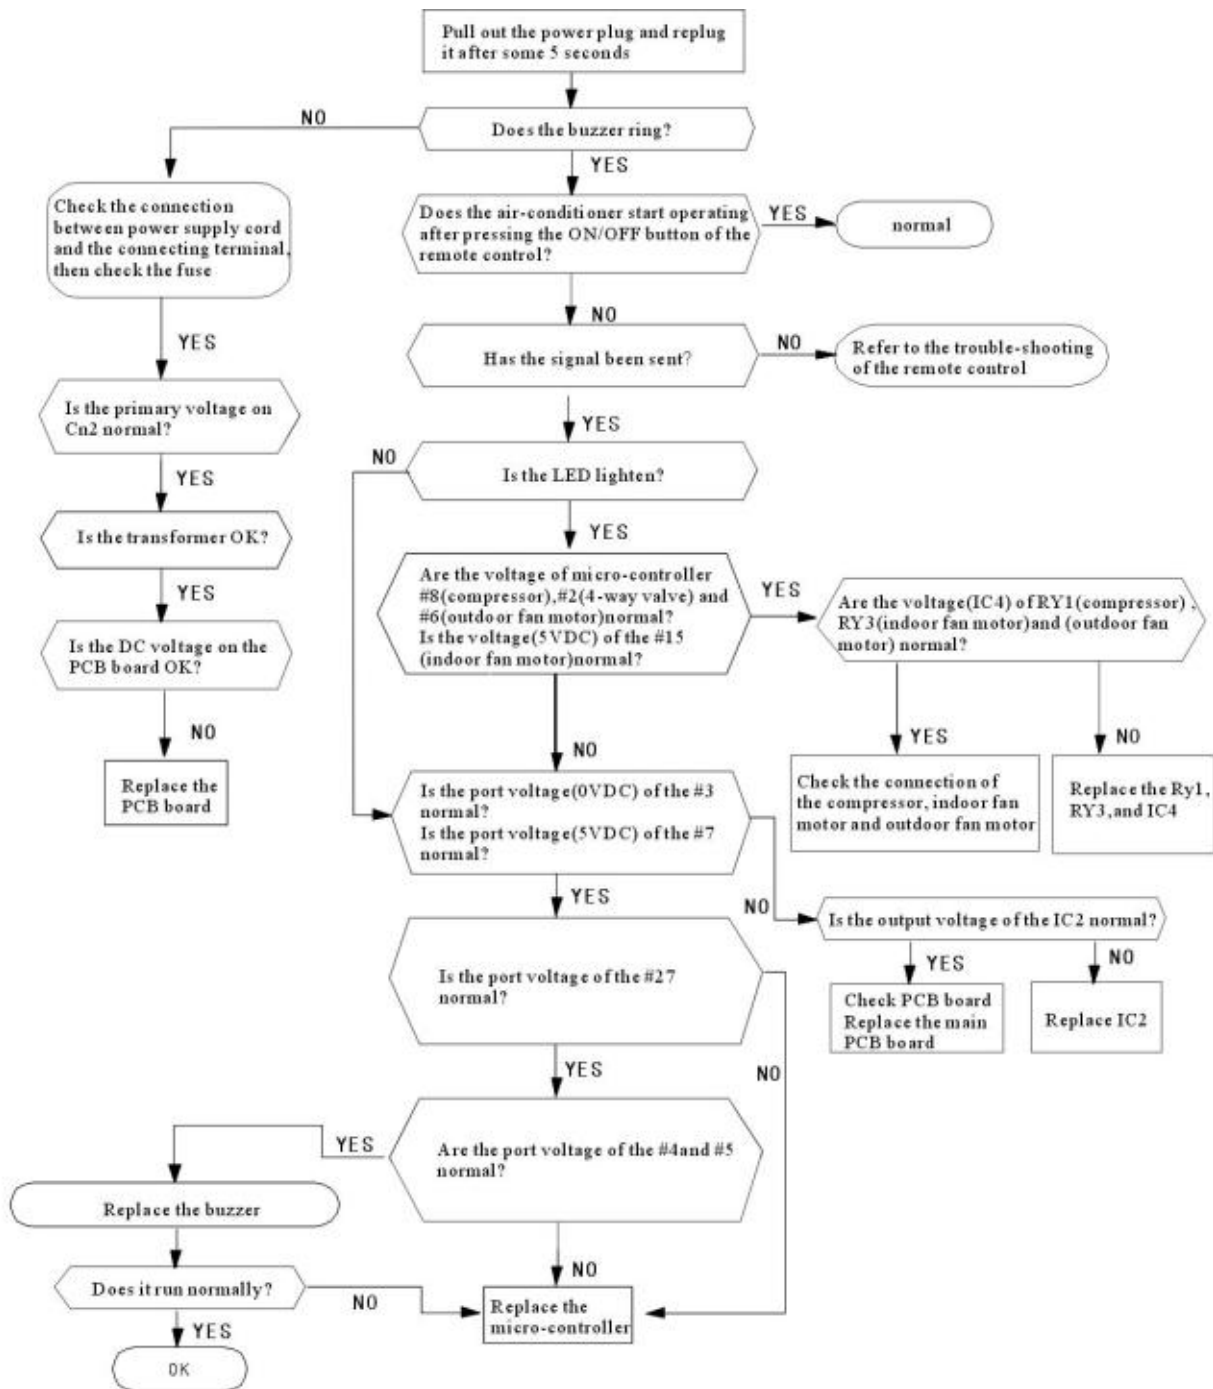 Pull out the power plug and replug
it after some 5 seconds
NO
Does the buzzer ring?
YES
Check the connection
between power supply cord
and the connecting terminal,
then check the fuse
Does the air-conditioner start operating
after pressing the ON/OFF button of the
remote control?
YES
normal
NO
YES
Has the signal been sent?
NO
Refer to the trouble-shooting
of the remote control
Is the primary voltage on
Cn2 normal?
YES
NO
Is the LED lighten?
YES
YES
Is the transformer OK?
YES
Are the voltage of micro-controller
#8(compressor),#2(4-way valve) and
#6(outdoor fan motor)normal?
Is the voltage(5VDC) of the #15
(indoor fan motor)normal?
YES
Are the voltage(IC4) of RY1(compressor) ,
RY3(indoor fan motor)and (outdoor fan
motor) normal?
Is the DC voltage on the
PCB board OK?
NO
NO
YES
NO
Replace the
PCB board
Is the port voltage(0VDC) of the #3
normal?
Is the port voltage(5VDC) of the #7
normal?
Check the connection of
the compressor, indoor fan
motor and outdoor fan motor
Replace the Ry1,
RY3,and IC4
YES
NO
Is the output voltage of the IC2 normal?
YES
NO
Is the port voltage of the #27
normal?
Check PCB board
Replace the main
PCB board
Replace IC2
YES
NO
YES
Are the port voltage of the #4and #5
normal?
Replace the buzzer
NO
Does it run normally?
NO
Replace the
micro-controller
YES
OK